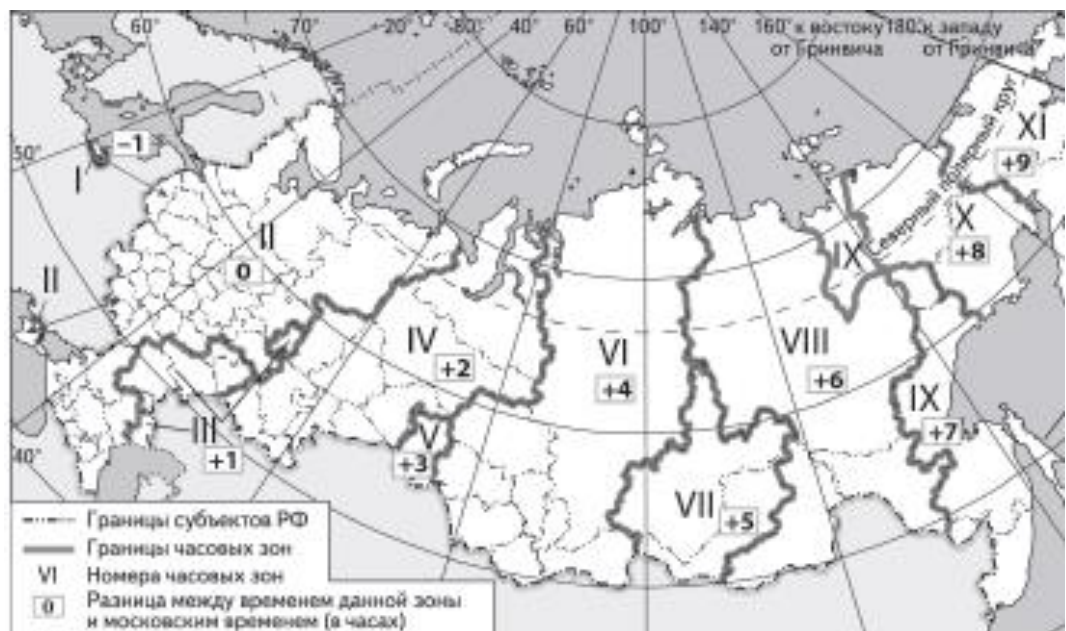 60° 70° 80° 40° 60° 100° 140° 160° к востоку 180° к западу
от Гринвича от Гринвича
Северный полярный круг
XI
+9
–1
I
50°
X
+8
II
0
IX
II
IV
+2
VI
+4
VIII
+6
IX
+7
III
+1
V
+3
40°
VII
+5
Границы субъектов РФ
Границы часовых зон
VI Номера часовых зон
0 Разница между временем данной зоны
и московским временем (в часах)